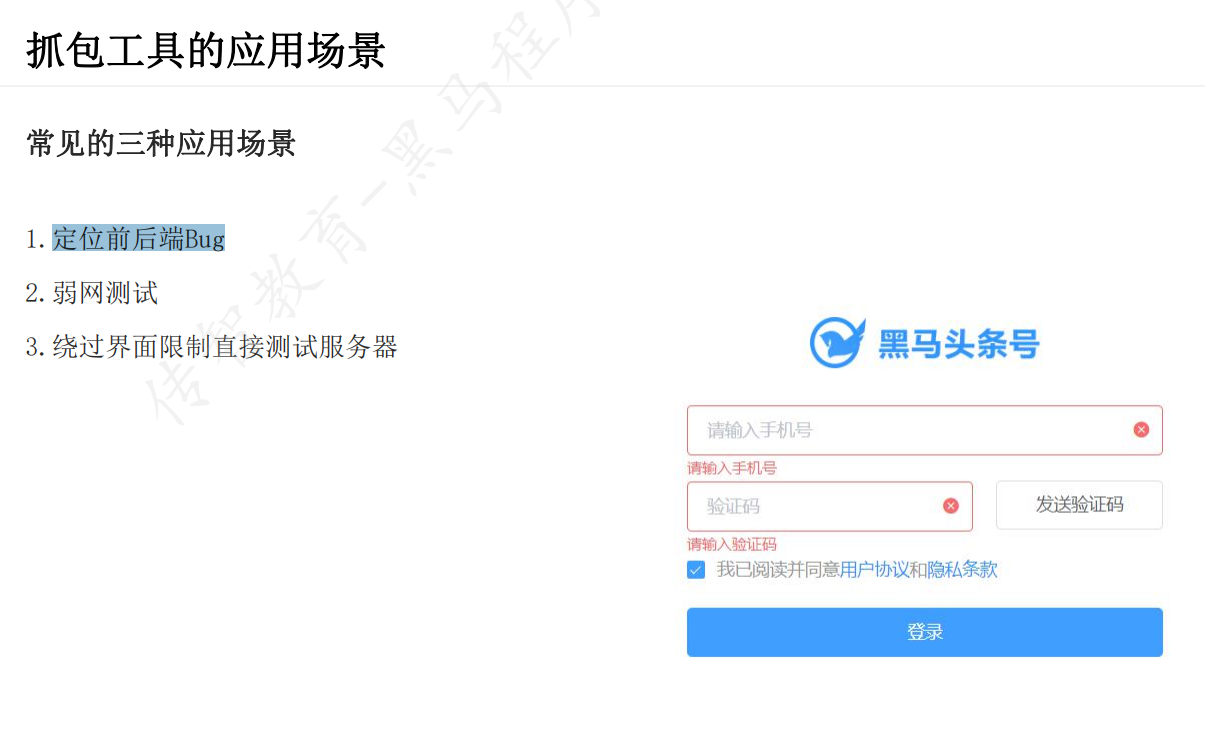 抓包工具的应用场景
常见的三种应用场景
1.定位前后端Bug
2.弱网测试
3.绕过界面限制直接测试服务器
传智教育-黑马程序
黑马头条号
请输入手机号
请输入手机号
验证码
发送验证码
请输入验证码
我已阅读并同意用户协议和隐私条款
登录